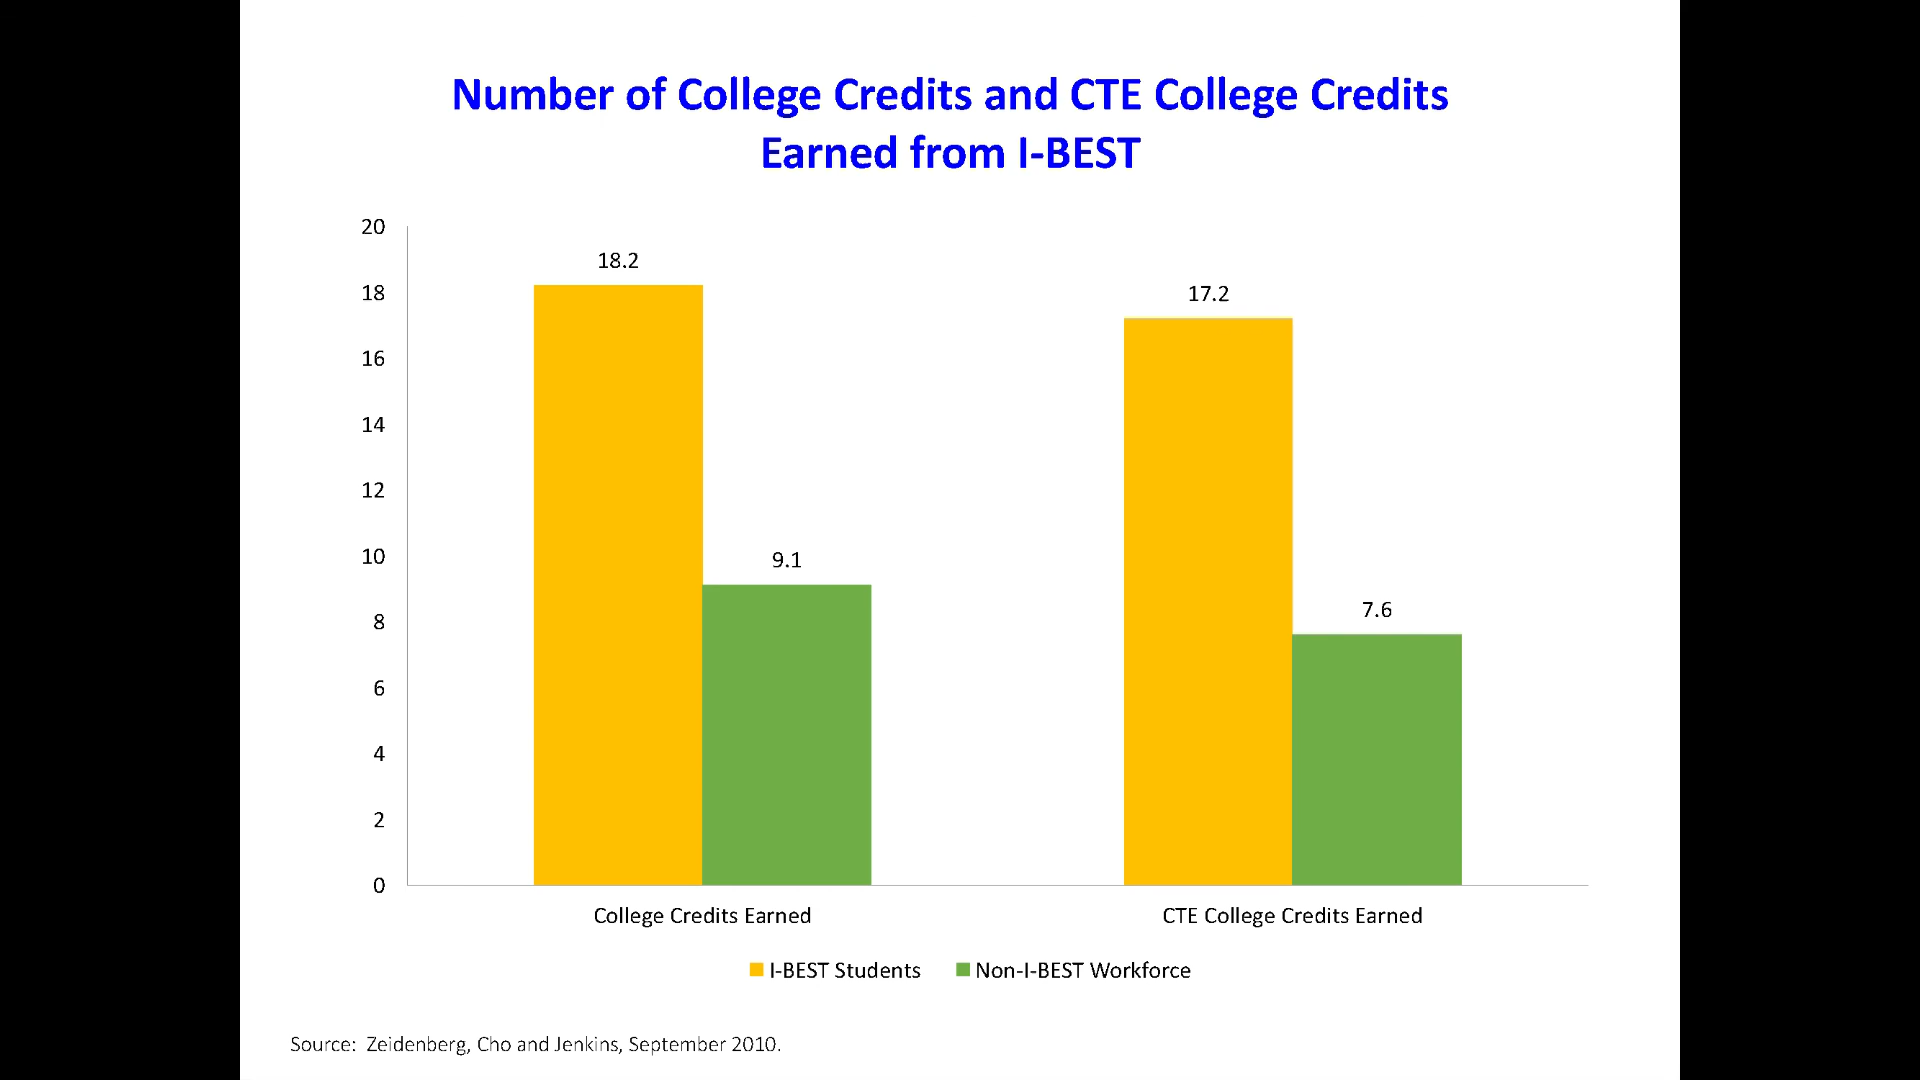 Number of College Credits and CTE College Credits
Earned from I-BEST
20
18
16
14
12
10
8
6
4
2
0
18.2
9.1
17.2
7.6
College Credits Earned
CTE College Credits Earned
I-BEST Students
Non-I-BEST Workforce
Source: Zeidenberg, Cho and Jenkins, September 2010.